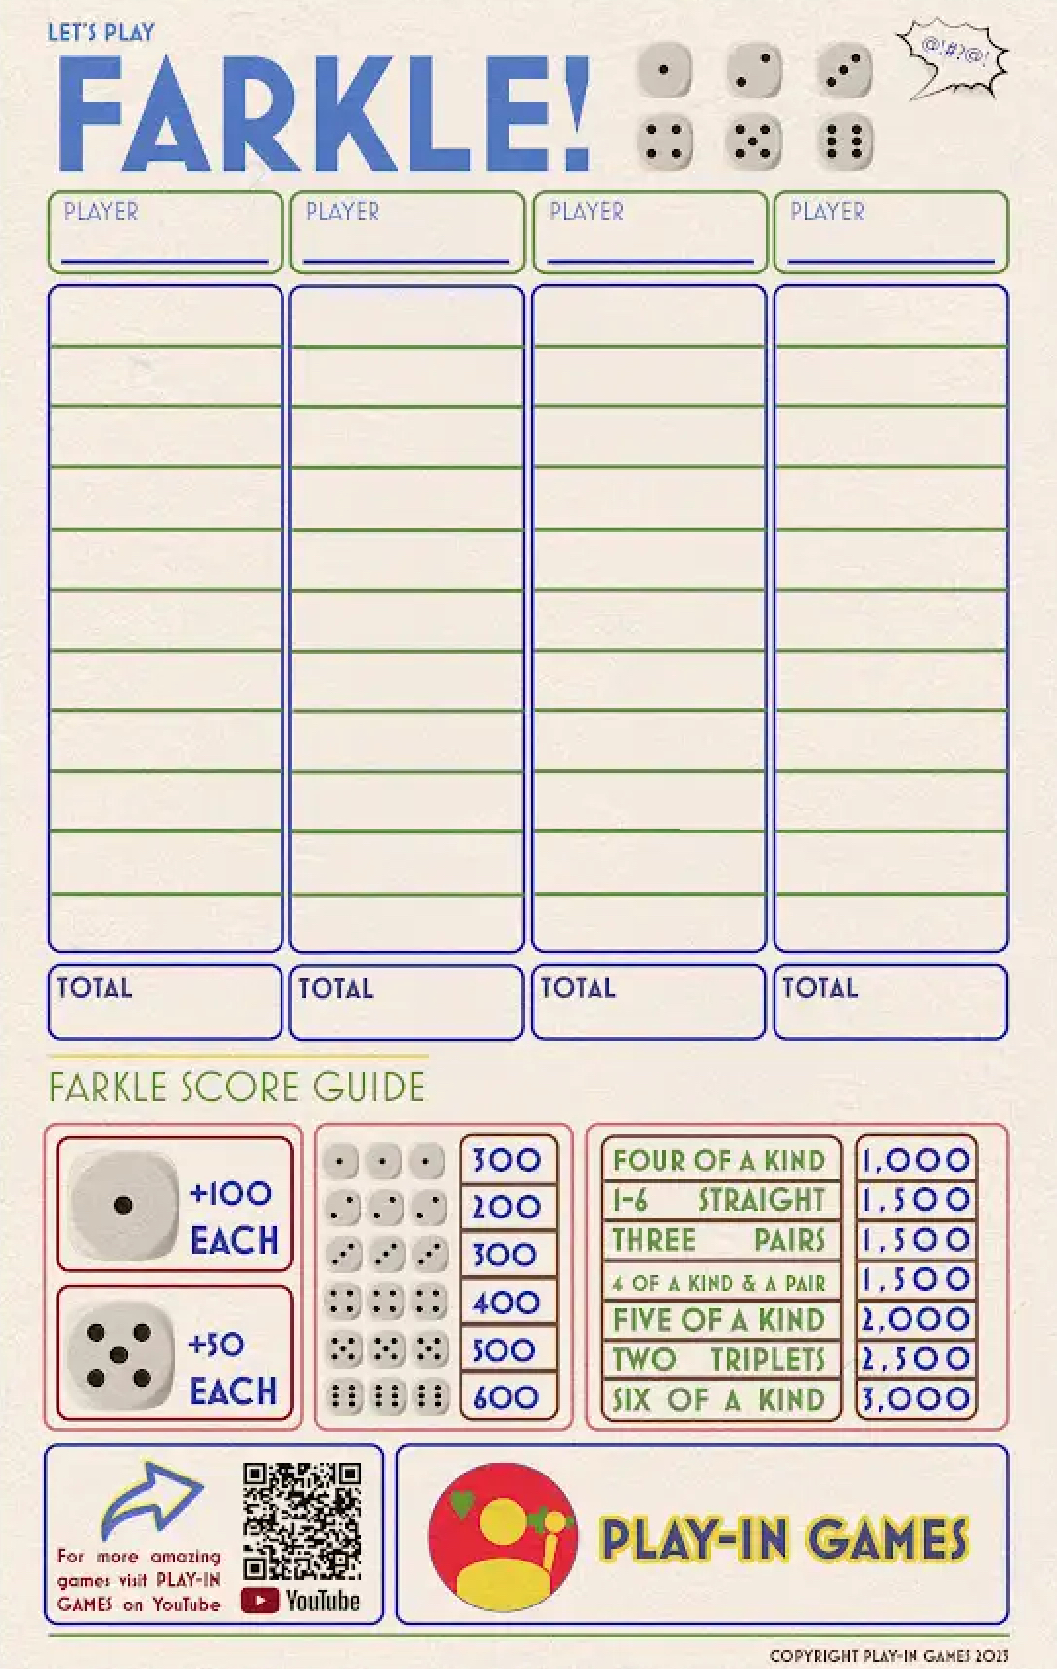 LET'S PLAY
FARKLE!
@!#?@!
PLAYER PLAYER PLAYER PLAYER
TOTAL TOTAL TOTAL TOTAL
FARKLE SCORE GUIDE
+100
EACH
+50
EACH
300
200
300
400
500
600
FOUR OF A KIND 1,000
1-6 STRAIGHT 1,500
THREE PAIRS 1,500
4 OF A KIND & A PAIR 1,500
FIVE OF A KIND 2,000
TWO TRIPLETS 2,500
SIX OF A KIND 3,000
For more amazing
games visit PLAY-IN
GAMES on YouTube
YouTube
PLAY-IN GAMES
COPYRIGHT PLAY-IN GAMES 2023